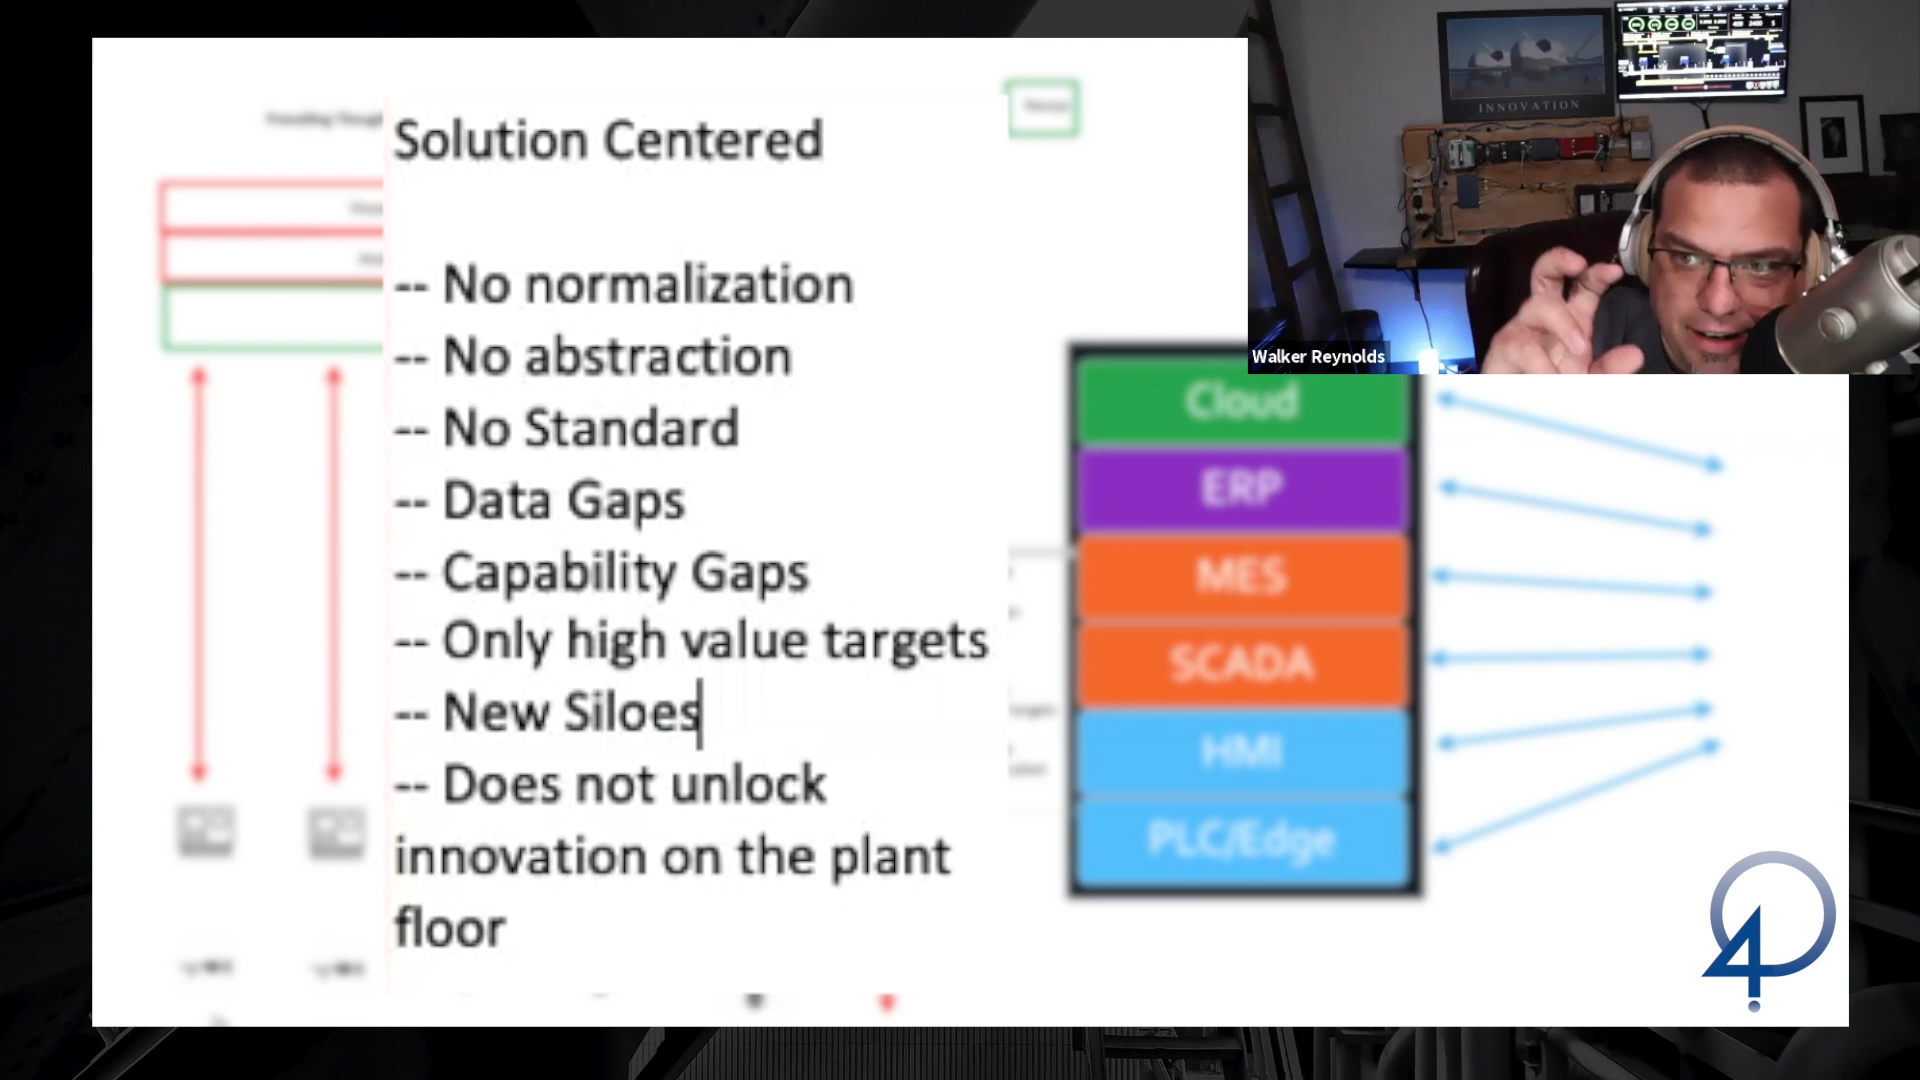 Solution Centered
-- No normalization
-- No abstraction
-- No Standard
-- Data Gaps
-- Capability Gaps
-- Only high value targets
-- New Siloes
-- Does not unlock
innovation on the plant
floor
Cloud
ERP
MES
SCADA
HMI
PLC/Edge
INNOVATION
Walker Reynolds
4